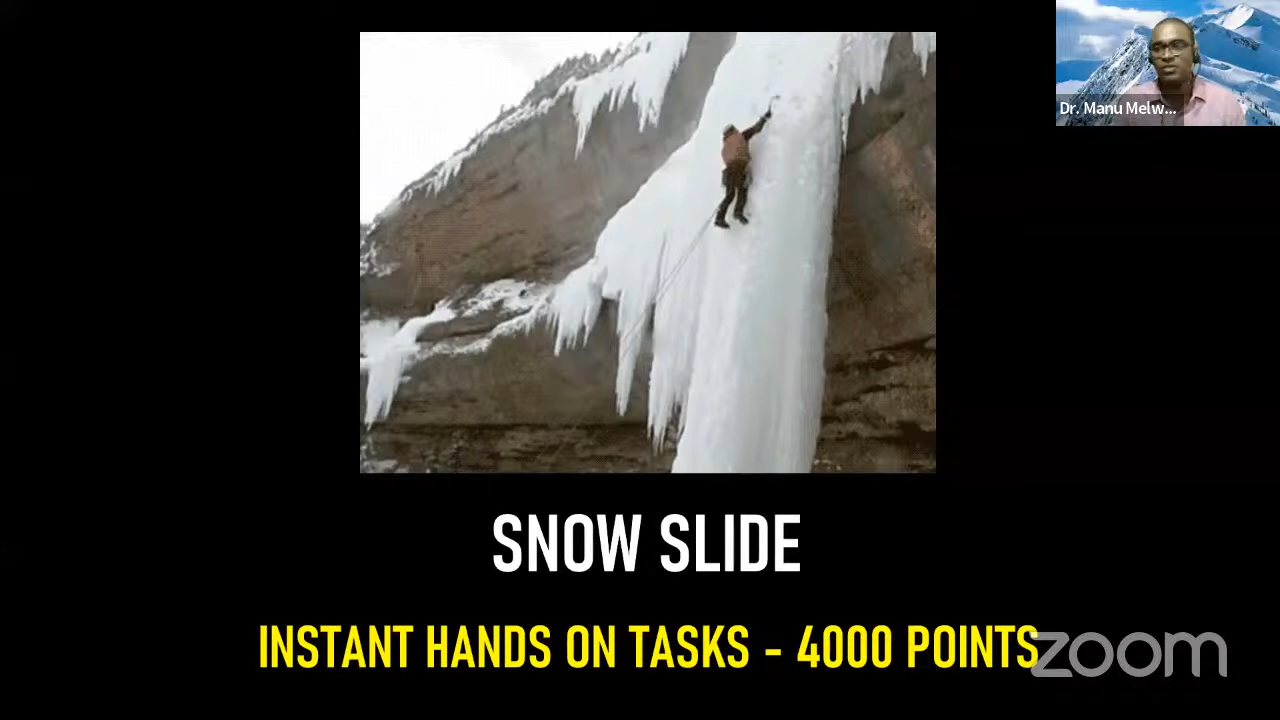 Dr. Manu Melw...
SNOW SLIDE
INSTANT HANDS ON TASKS - 4000 POINTS
zoom